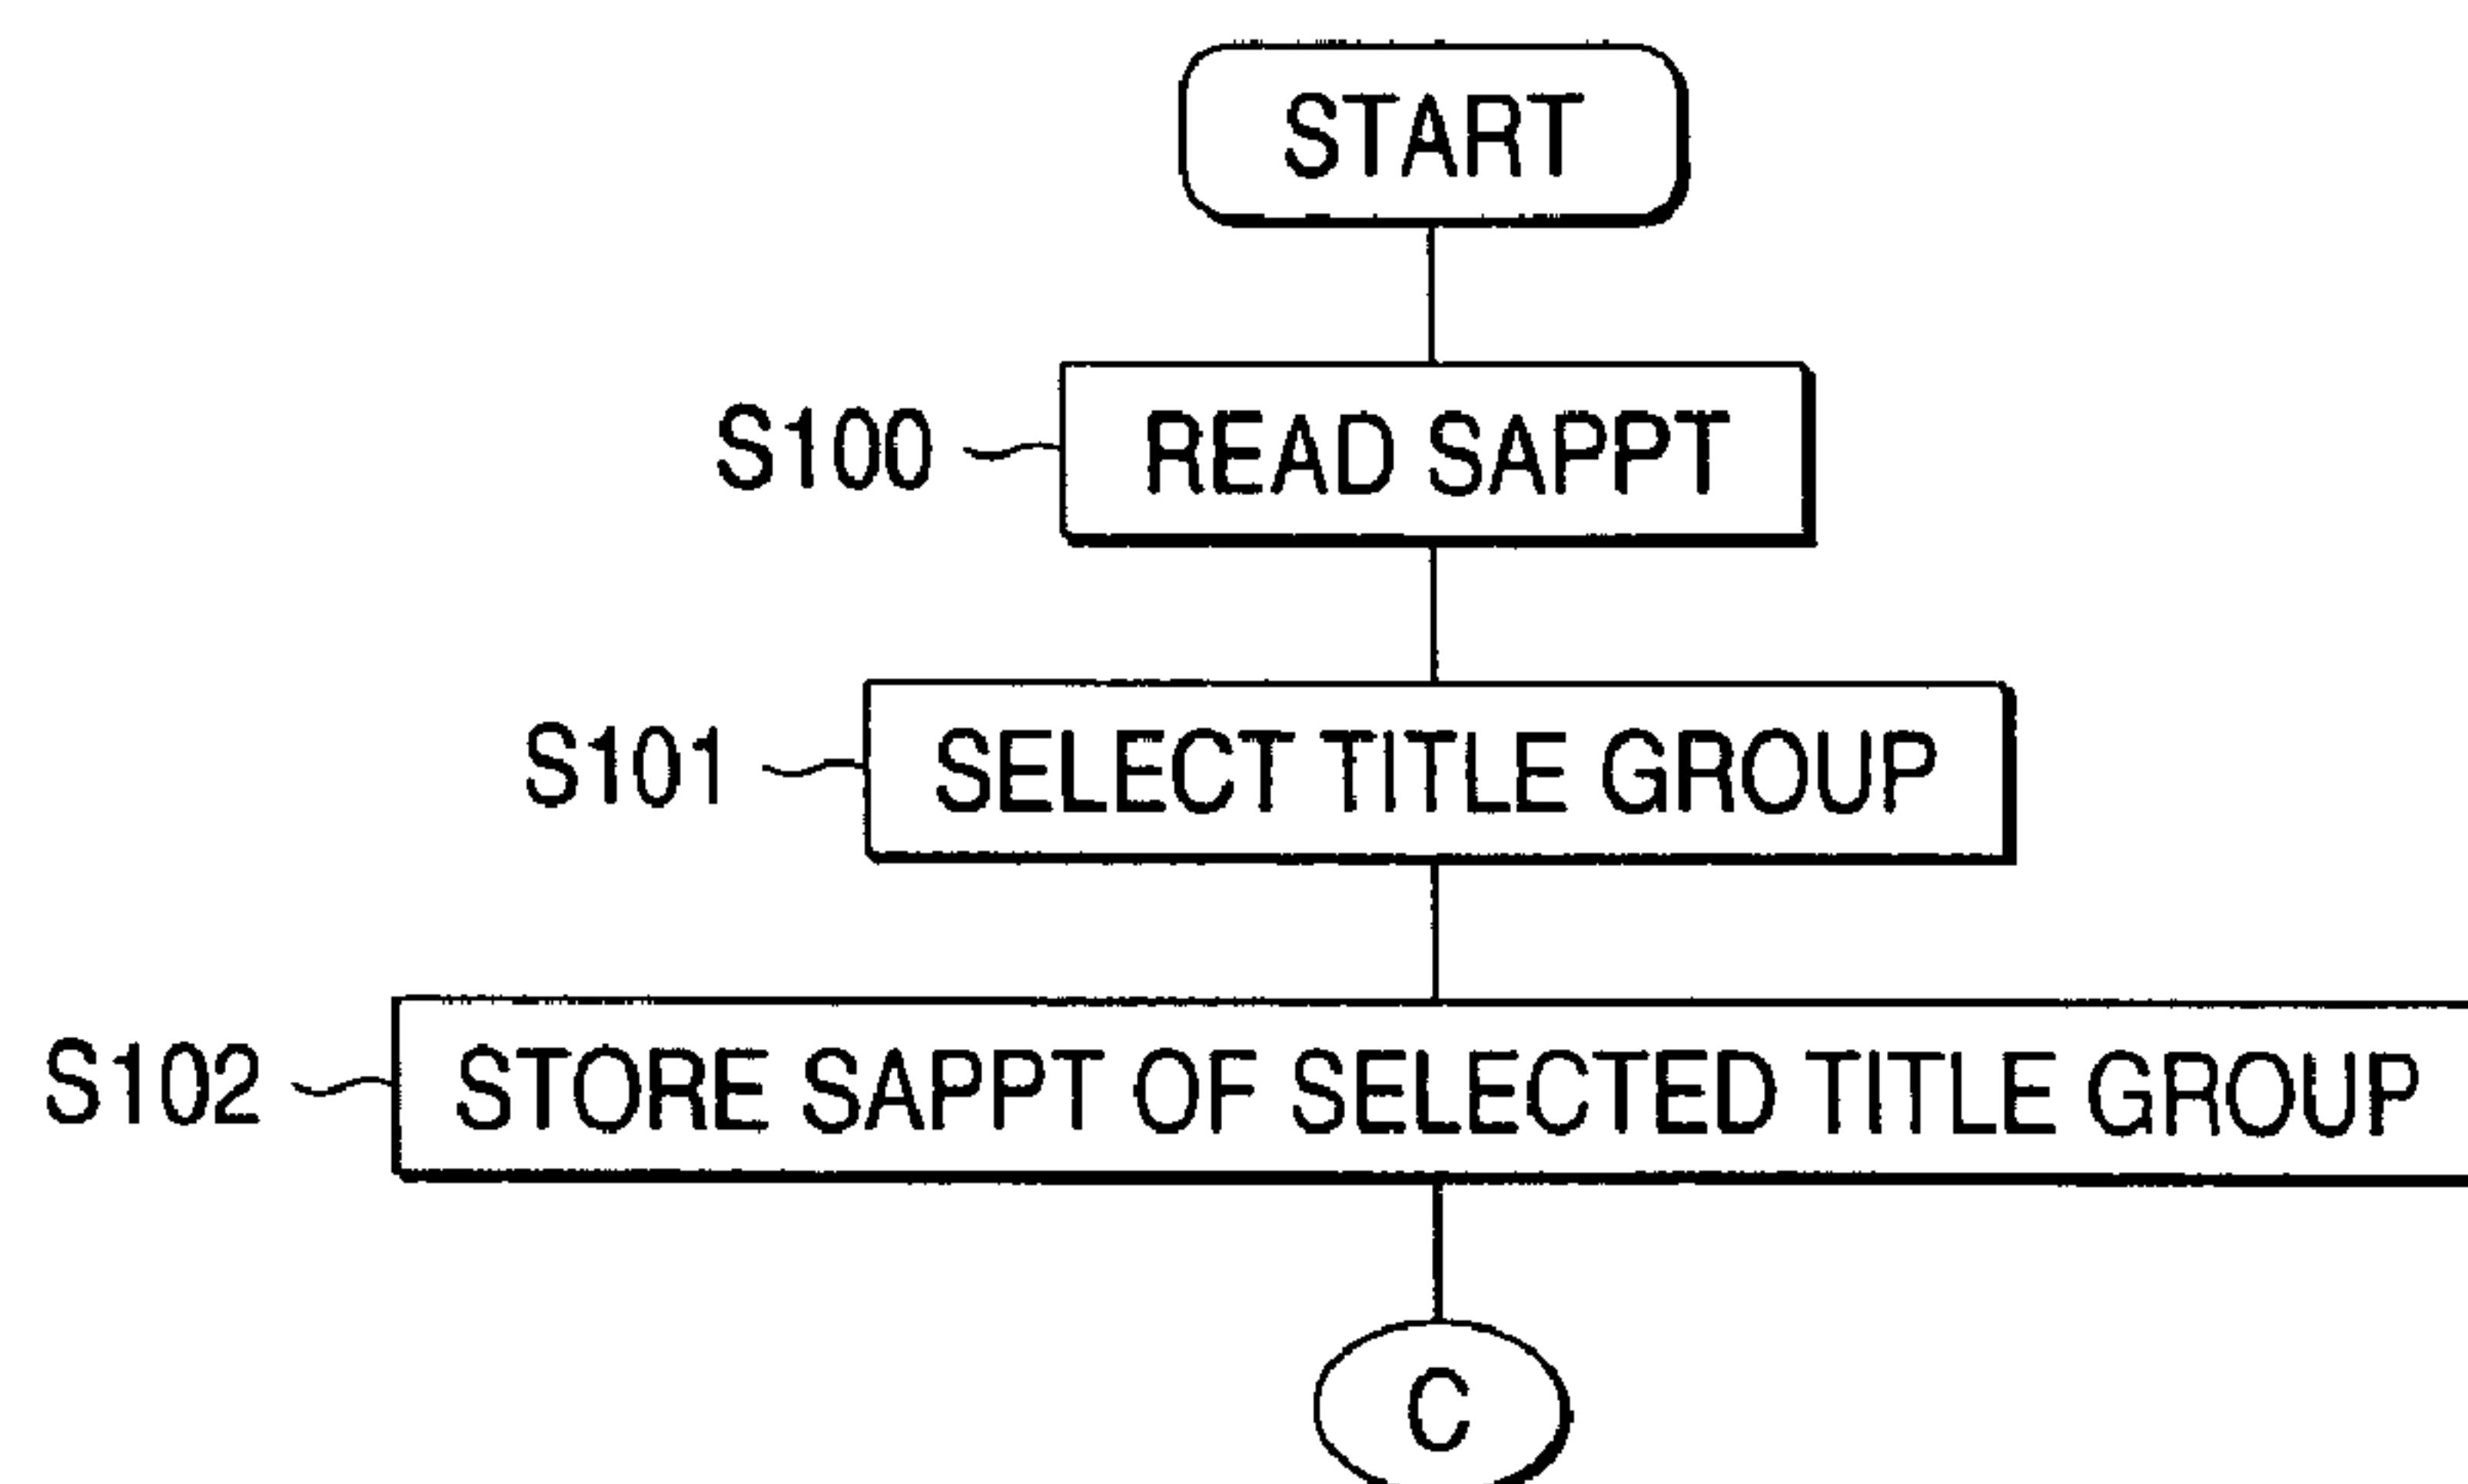 START
S100 READ SAPPT
S101 SELECT TITLE GROUP
S102 STORE SAPPT OF SELECTED TITLE GROUP
C